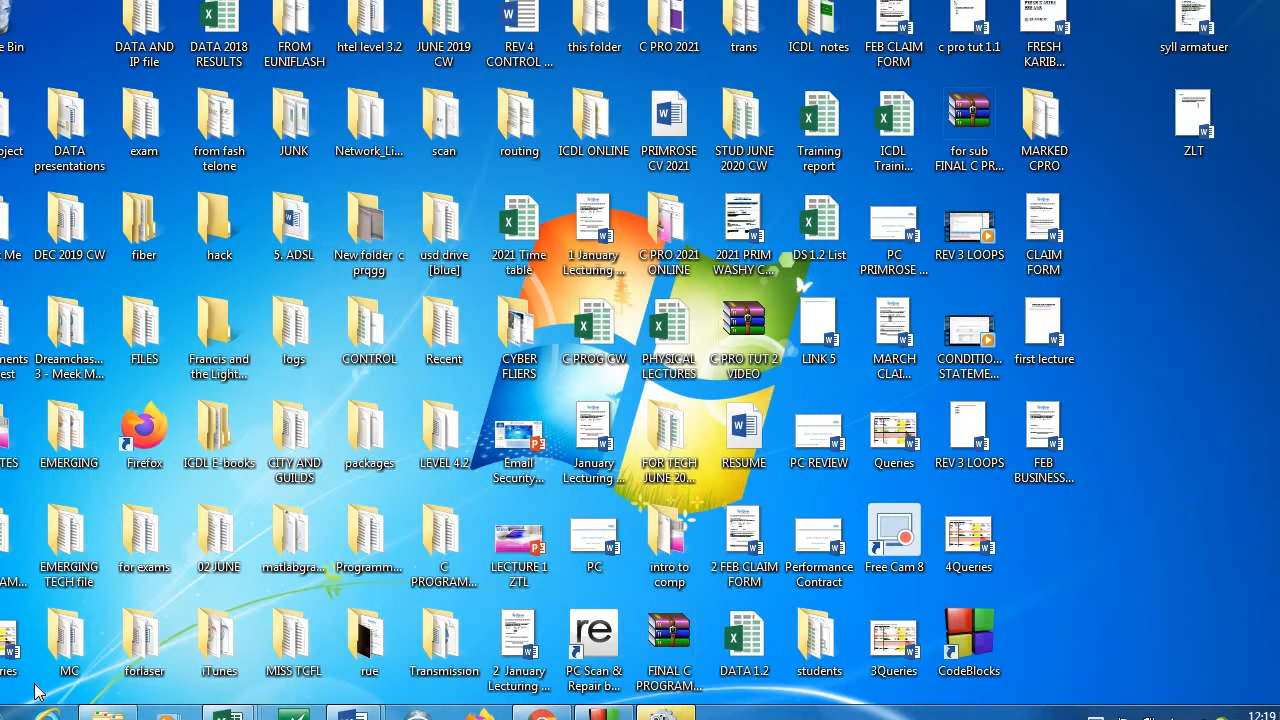 e Bin
DATA AND
IP file
DATA 2018
RESULTS
FROM
EUNIFLASH
htel level 3.2
JUNE 2019
CW
REV 4
CONTROL ...
this folder
C PRO 2021
trans
ICDL notes
FEB CLAIM
FORM
c pro tut 1.1
FRESH
KARIB...
syll armatuer
oject
DATA
presentations
exam
from fash
telone
JUNK
Network_Li...
scan
routing
ICDL ONLINE
PRIMROSE
CV 2021
STUD JUNE
2020 CW
Training
report
ICDL
Traini...
for sub
FINAL C PR...
MARKED
CPRO
ZLT
t Me
DEC 2019 CW
fiber
hack
5. ADSL
New folder c
prqgg
usd drive
[blue]
2021 Time
table
1 January
Lecturing ...
C PRO 2021
ONLINE
2021 PRIM
WASHY C...
DS 1.2 List
PC
PRIMROSE ...
REV 3 LOOPS
CLAIM
FORM
ments
est
Dreamchas...
3 - Meek M...
FILES
Francis and
the Light...
logs
CONTROL
Recent
CYBER
FLIERS
C PROG CW
PHYSICAL
LECTURES
C PRO TUT 2
VIDEO
LINK 5
MARCH
CLAI...
CONDITIO...
STATEME...
first lecture
TES
EMERGING
Firefox
ICDL E-books
CITY AND
GUILDS
packages
LEVEL 4.2
Email
Security...
January
Lecturing ...
FOR TECH
JUNE 20...
RESUME
PC REVIEW
Queries
REV 3 LOOPS
FEB
BUSINESS...
AM...
EMERGING
TECH file
for exams
02 JUNE
matlabgra...
Programm...
C
PROGRAM...
LECTURE 1
ZTL
PC
intro to
comp
2 FEB CLAIM
FORM
Performance
Contract
Free Cam 8
4Queries
ries
MC
forlaser
iTunes
MISS TCFL
rue
Transmission
2 January
Lecturing ...
re
PC Scan &
Repair b...
FINAL C
PROGRAM...
DATA 1.2
students
3Queries
CodeBlocks
12:19